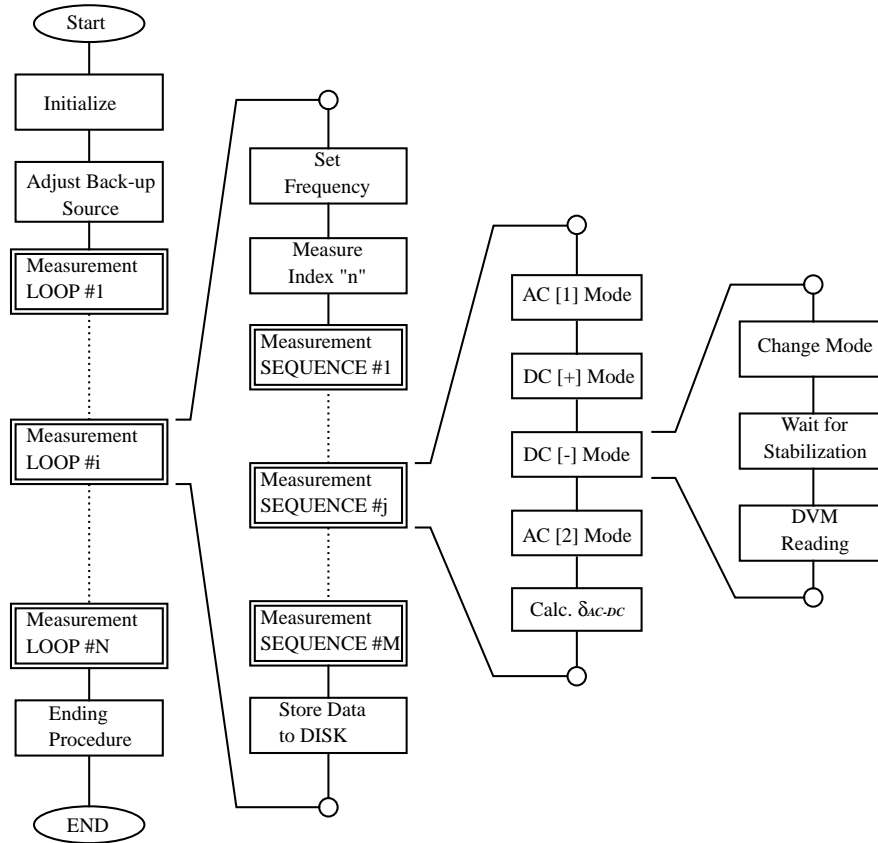 Start
Initialize
Adjust Back-up
Source
Measurement
LOOP #1
Measurement
LOOP #i
Measurement
LOOP #N
Ending
Procedure
END
Set
Frequency
Measure
Index "n"
Measurement
SEQUENCE #1
Measurement
SEQUENCE #j
Measurement
SEQUENCE #M
Store Data
to DISK
AC [1] Mode
DC [+] Mode
DC [-] Mode
AC [2] Mode
Calc. δAC-DC
Change Mode
Wait for
Stabilization
DVM
Reading